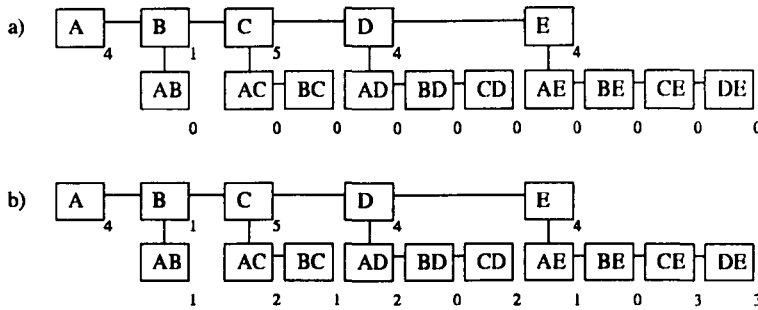 a) A B C D E
4 1 5 4 4
AB AC BC AD BD CD AE BE CE DE
0 0 0 0 0 0 0 0 0 0
b) A B C D E
4 1 5 4 4
AB AC BC AD BD CD AE BE CE DE
1 2 1 2 0 2 1 0 3 3